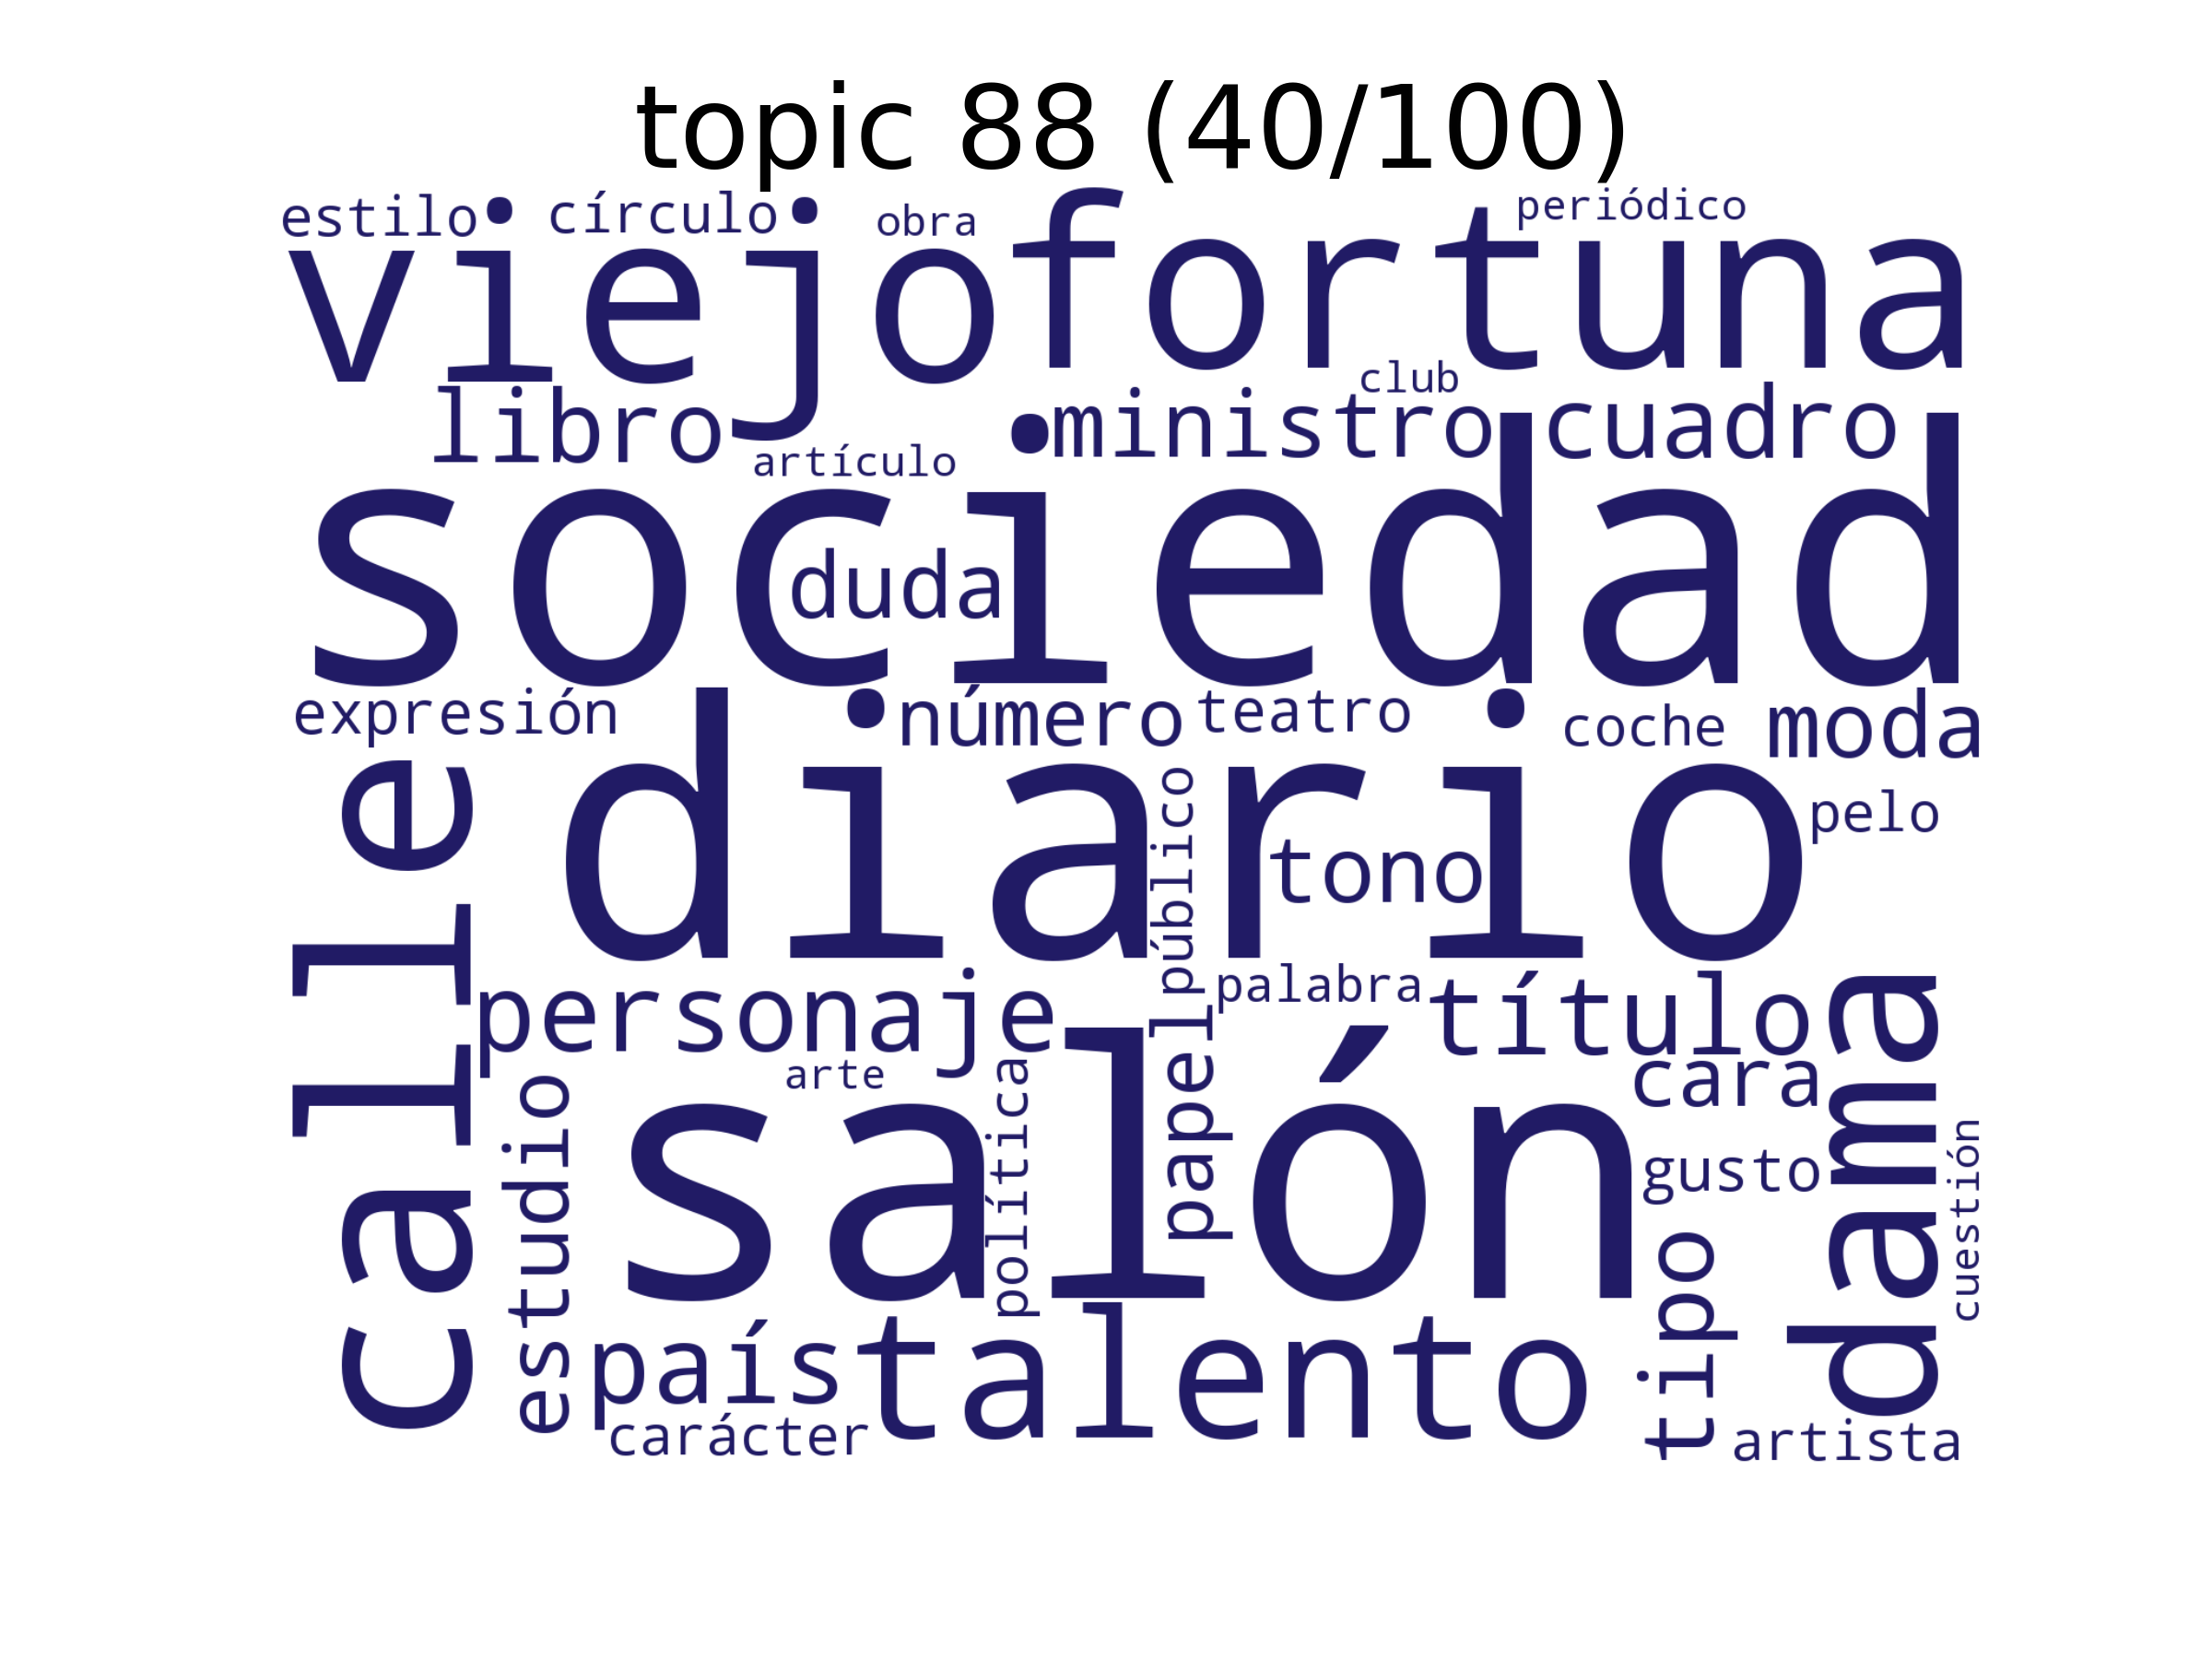 topic 88 (40/100)
estilo
círculo
obra
periódico
viejo
fortuna
club
libro
ministro
cuadro
artículo
sociedad
duda
expresión
número
teatro
coche
moda
calle
diario
público
tono
pelo
personaje
palabra
título
dama
arte
política
papel
salón
cara
estudio
gusto
cuestión
país
talento
tipo
carácter
artista